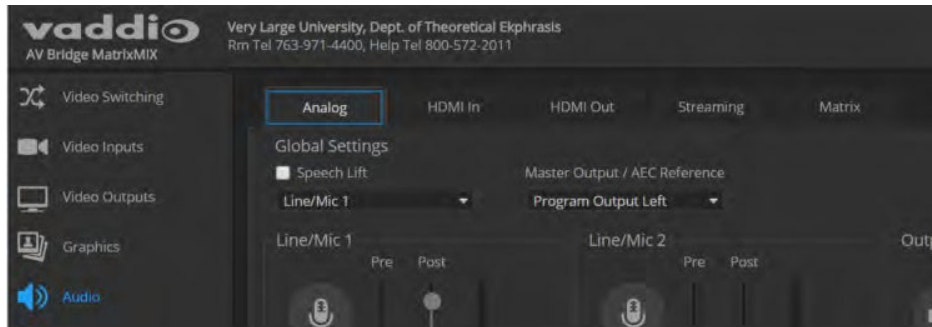 vaddio
AV Bridge MatrixMIX
Very Large University, Dept. of Theoretical Ekphrasis
Rm Tel 763-971-4400, Help Tel 800-572-2011
Video Switching
Video Inputs
Video Outputs
Graphics
Audio
Analog HDMI In HDMI Out Streaming Matrix
Global Settings
Speech Lift Master Output / AEC Reference
Line/Mic 1 Program Output Left
Line/Mic 1 Line/Mic 2 Outp
Pre Post Pre Post